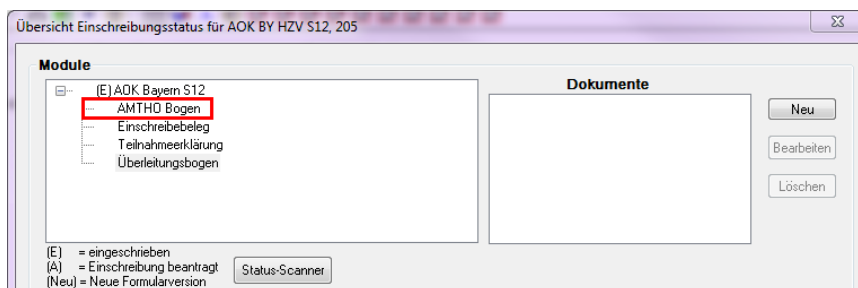 Übersicht Einschreibungsstatus für AOK BY HZV S12, 205
Module
(E) AOK Bayern S12
AMTHO Bogen
Einschreibebeleg
Teilnahmeerklärung
Überleitungsbogen
Dokumente
Neu
Bearbeiten
Löschen
(E) = eingeschrieben
(A) = Einschreibung beantragt
(Neu) = Neue Formularversion
Status-Scanner